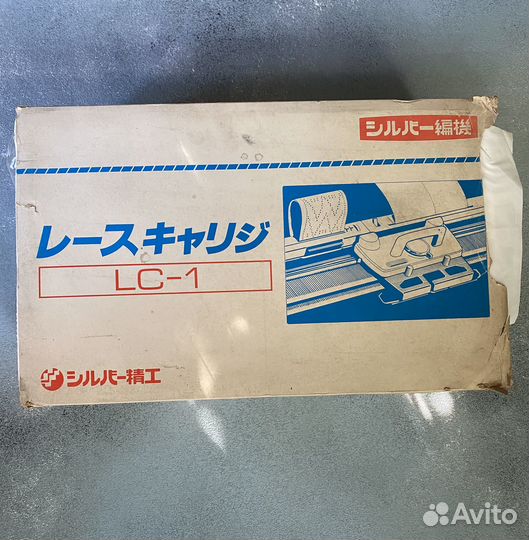 シルバー編機
レースキャリジ
LC-1
シルバー精工
Avito